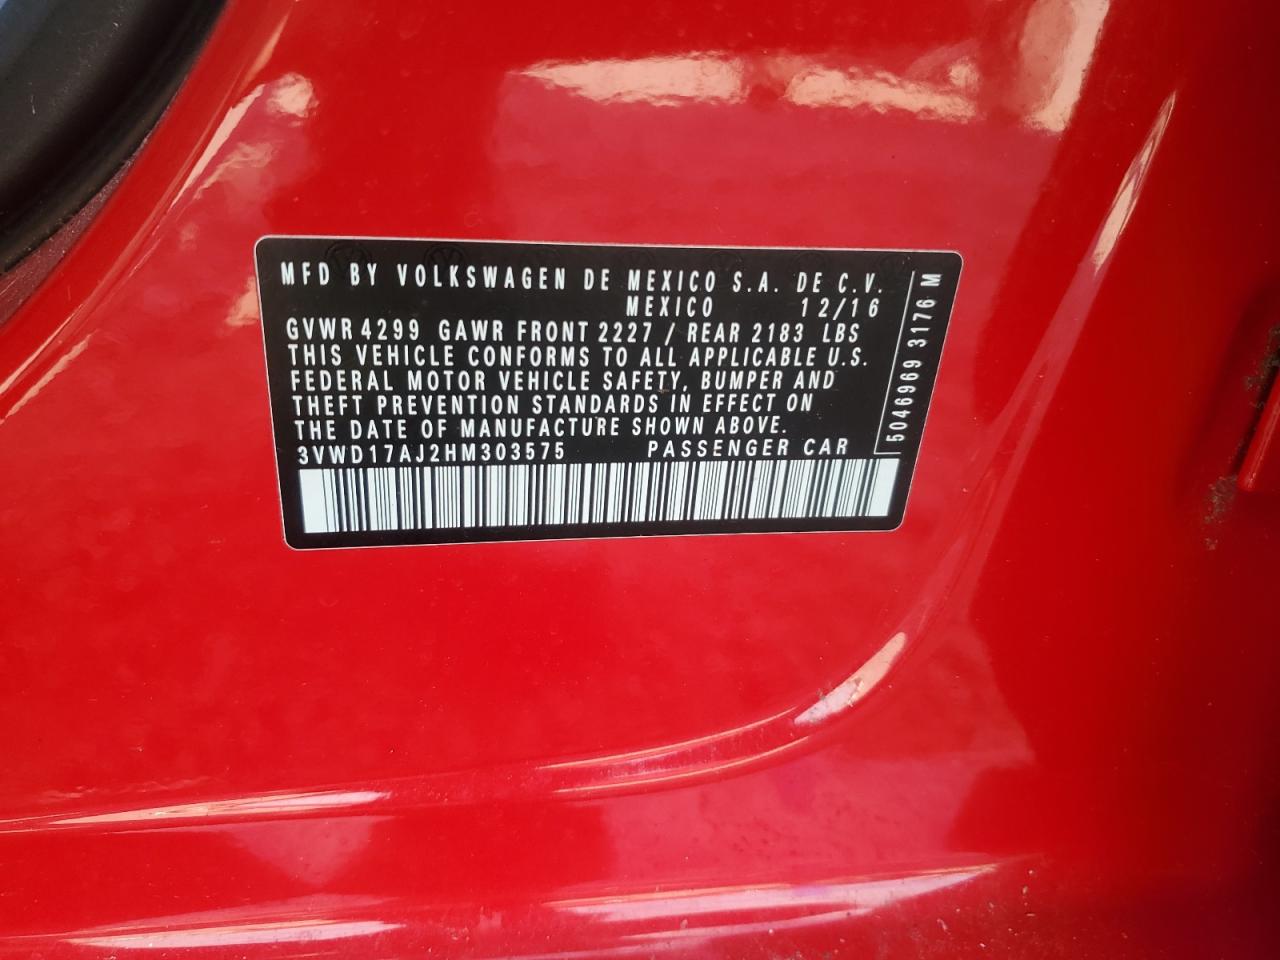 MFD BY VOLKSWAGEN DE MEXICO S.A. DE C.V.
MEXICO 12/16
GVWR 4299 GAWR FRONT 2227 / REAR 2183 LBS
THIS VEHICLE CONFORMS TO ALL APPLICABLE U.S.
FEDERAL MOTOR VEHICLE SAFETY, BUMPER AND
THEFT PREVENTION STANDARDS IN EFFECT ON
THE DATE OF MANUFACTURE SHOWN ABOVE.
3VWD17AJ2HM303575 PASSENGER CAR
5046969 3176 M